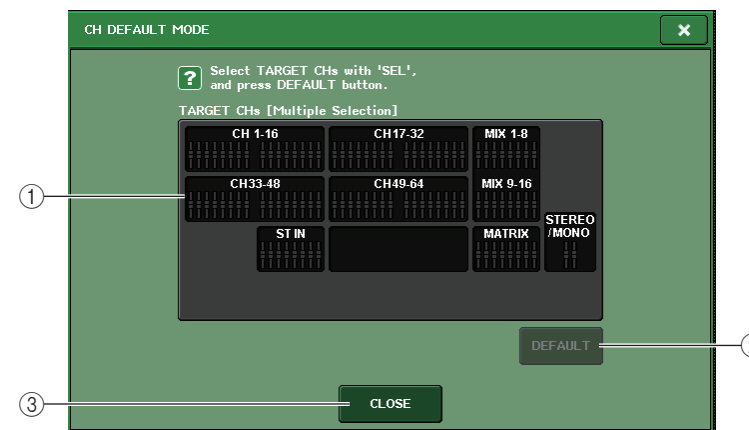 CH DEFAULT MODE
×
? Select TARGET CHs with 'SEL',
and press DEFAULT button.
TARGET CHs [Multiple Selection]
CH 1-16 CH17-32 MIX 1-8
① CH33-48 CH49-64 MIX 9-16
STEREO
/MONO
ST IN MATRIX
DEFAULT
③ CLOSE